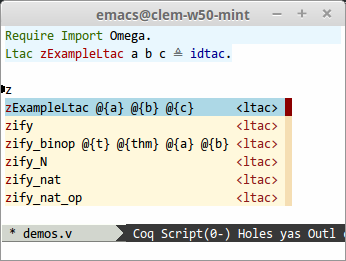 emacs@clem-w50-mint
Require Import Omega.
Ltac zExampleLtac a b c ≜ idtac.
z
zExampleLtac @{a} @{b} @{c} <ltac>
zify <ltac>
zify_binop @{t} @{thm} @{a} @{b} <ltac>
zify_N <ltac>
zify_nat <ltac>
zify_nat_op <ltac>
* demos.v Coq Script(0-) Holes yas Outl